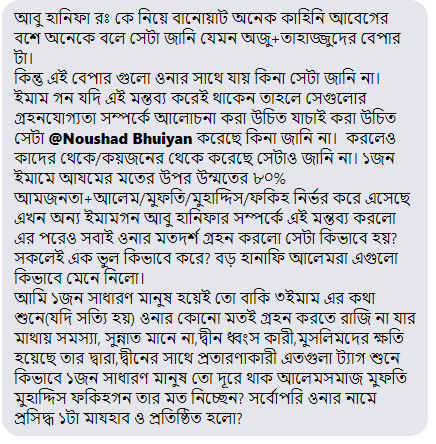 আবু হানিফা রঃ কে নিয়ে বানোয়াট অনেক কাহিনি আবেগের
বশে অনেকে বলে সেটা জানি যেমন অজু+তাহাজ্জুদের বেপার
টা।
কিন্তু এই বেপার গুলো ওনার সাথে যায় কিনা সেটা জানি না।
ইমাম গন যদি এই মন্তব্য করেই থাকেন তাহলে সেগুলোর
গ্রহনযোগ্যতা সম্পর্কে আলোচনা করা উচিত যাচাই করা উচিত
সেটা @Noushad Bhuiyan করেছে কিনা জানি না। করলেও
কাদের থেকে/কয়জনের থেকে করেছে সেটাও জানি না। ১জন
ইমামে আযমের মতের উপর উম্মতের ৮০%
আমজনতা+আলেম/মুফতি/মুহাদ্দিস/ফকিহ নির্ভর করে এসেছে
এখন অন্য ইমামগন আবু হানিফার সম্পর্কে এই মন্তব্য করলো
এর পরেও সবাই ওনার মতদর্শ গ্রহন করলো সেটা কিভাবে হয়?
সকলেই এক ভুল কিভাবে করে? বড় হানাফি আলেমরা এগুলো
কিভাবে মেনে নিলো।
আমি ১জন সাধারণ মানুষ হয়েই তো বাকি ৩ইমাম এর কথা
শুনে(যদি সত্যি হয়) ওনার কোনো মতই গ্রহন করতে রাজি না যার
মাথায় সমস্যা, সুন্নাত মানে না,দ্বীন ধ্বংস কারী,মুসলিমদের ক্ষতি
হয়েছে তার দ্বারা,দ্বীনের সাথে প্রতারণাকারী এতগুলা ট্যাগ শুনে
কিভাবে ১জন সাধারণ মানুষ তো দূরে থাক আলেমসমাজ মুফতি
মুহাদ্দিস ফকিহগন তার মত নিচ্ছেন? সর্বোপরি ওনার নামে
প্রসিদ্ধ ১টা মাযহাব ও প্রতিষ্ঠিত হলো?